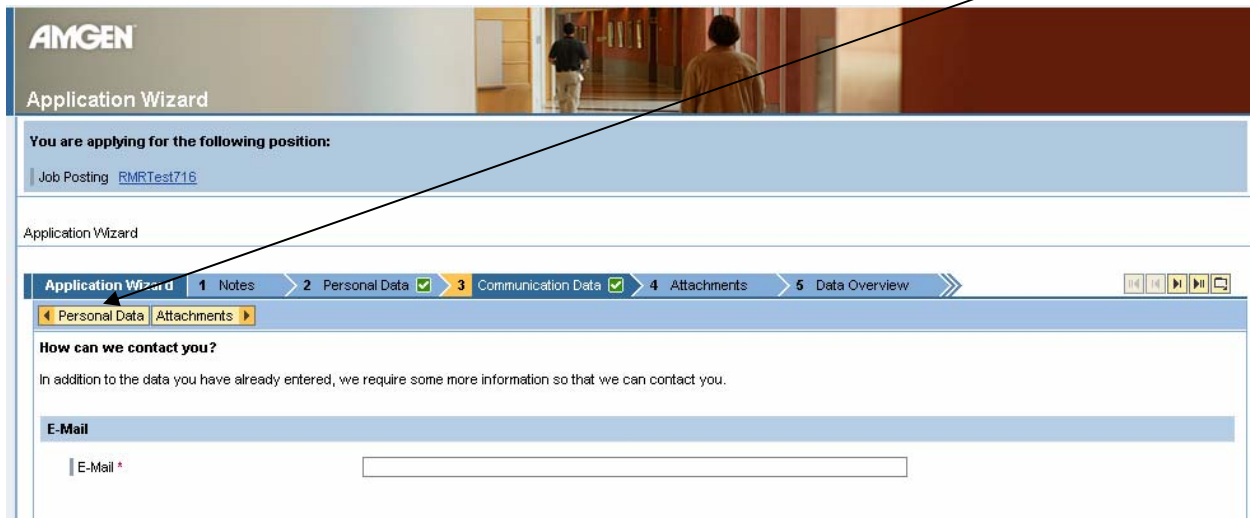 AMGEN
Application Wizard
You are applying for the following position:
Job Posting RMRTest716
Application Wizard
Application Wizard 1 Notes 2 Personal Data 3 Communication Data 4 Attachments 5 Data Overview
Personal Data Attachments
How can we contact you?
In addition to the data you have already entered, we require some more information so that we can contact you.
E-Mail
E-Mail *